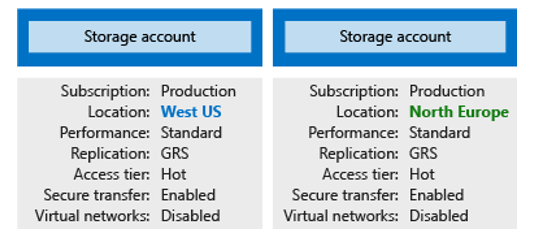 Storage account
Subscription: Production
Location: West US
Performance: Standard
Replication: GRS
Access tier: Hot
Secure transfer: Enabled
Virtual networks: Disabled
Storage account
Subscription: Production
Location: North Europe
Performance: Standard
Replication: GRS
Access tier: Hot
Secure transfer: Enabled
Virtual networks: Disabled